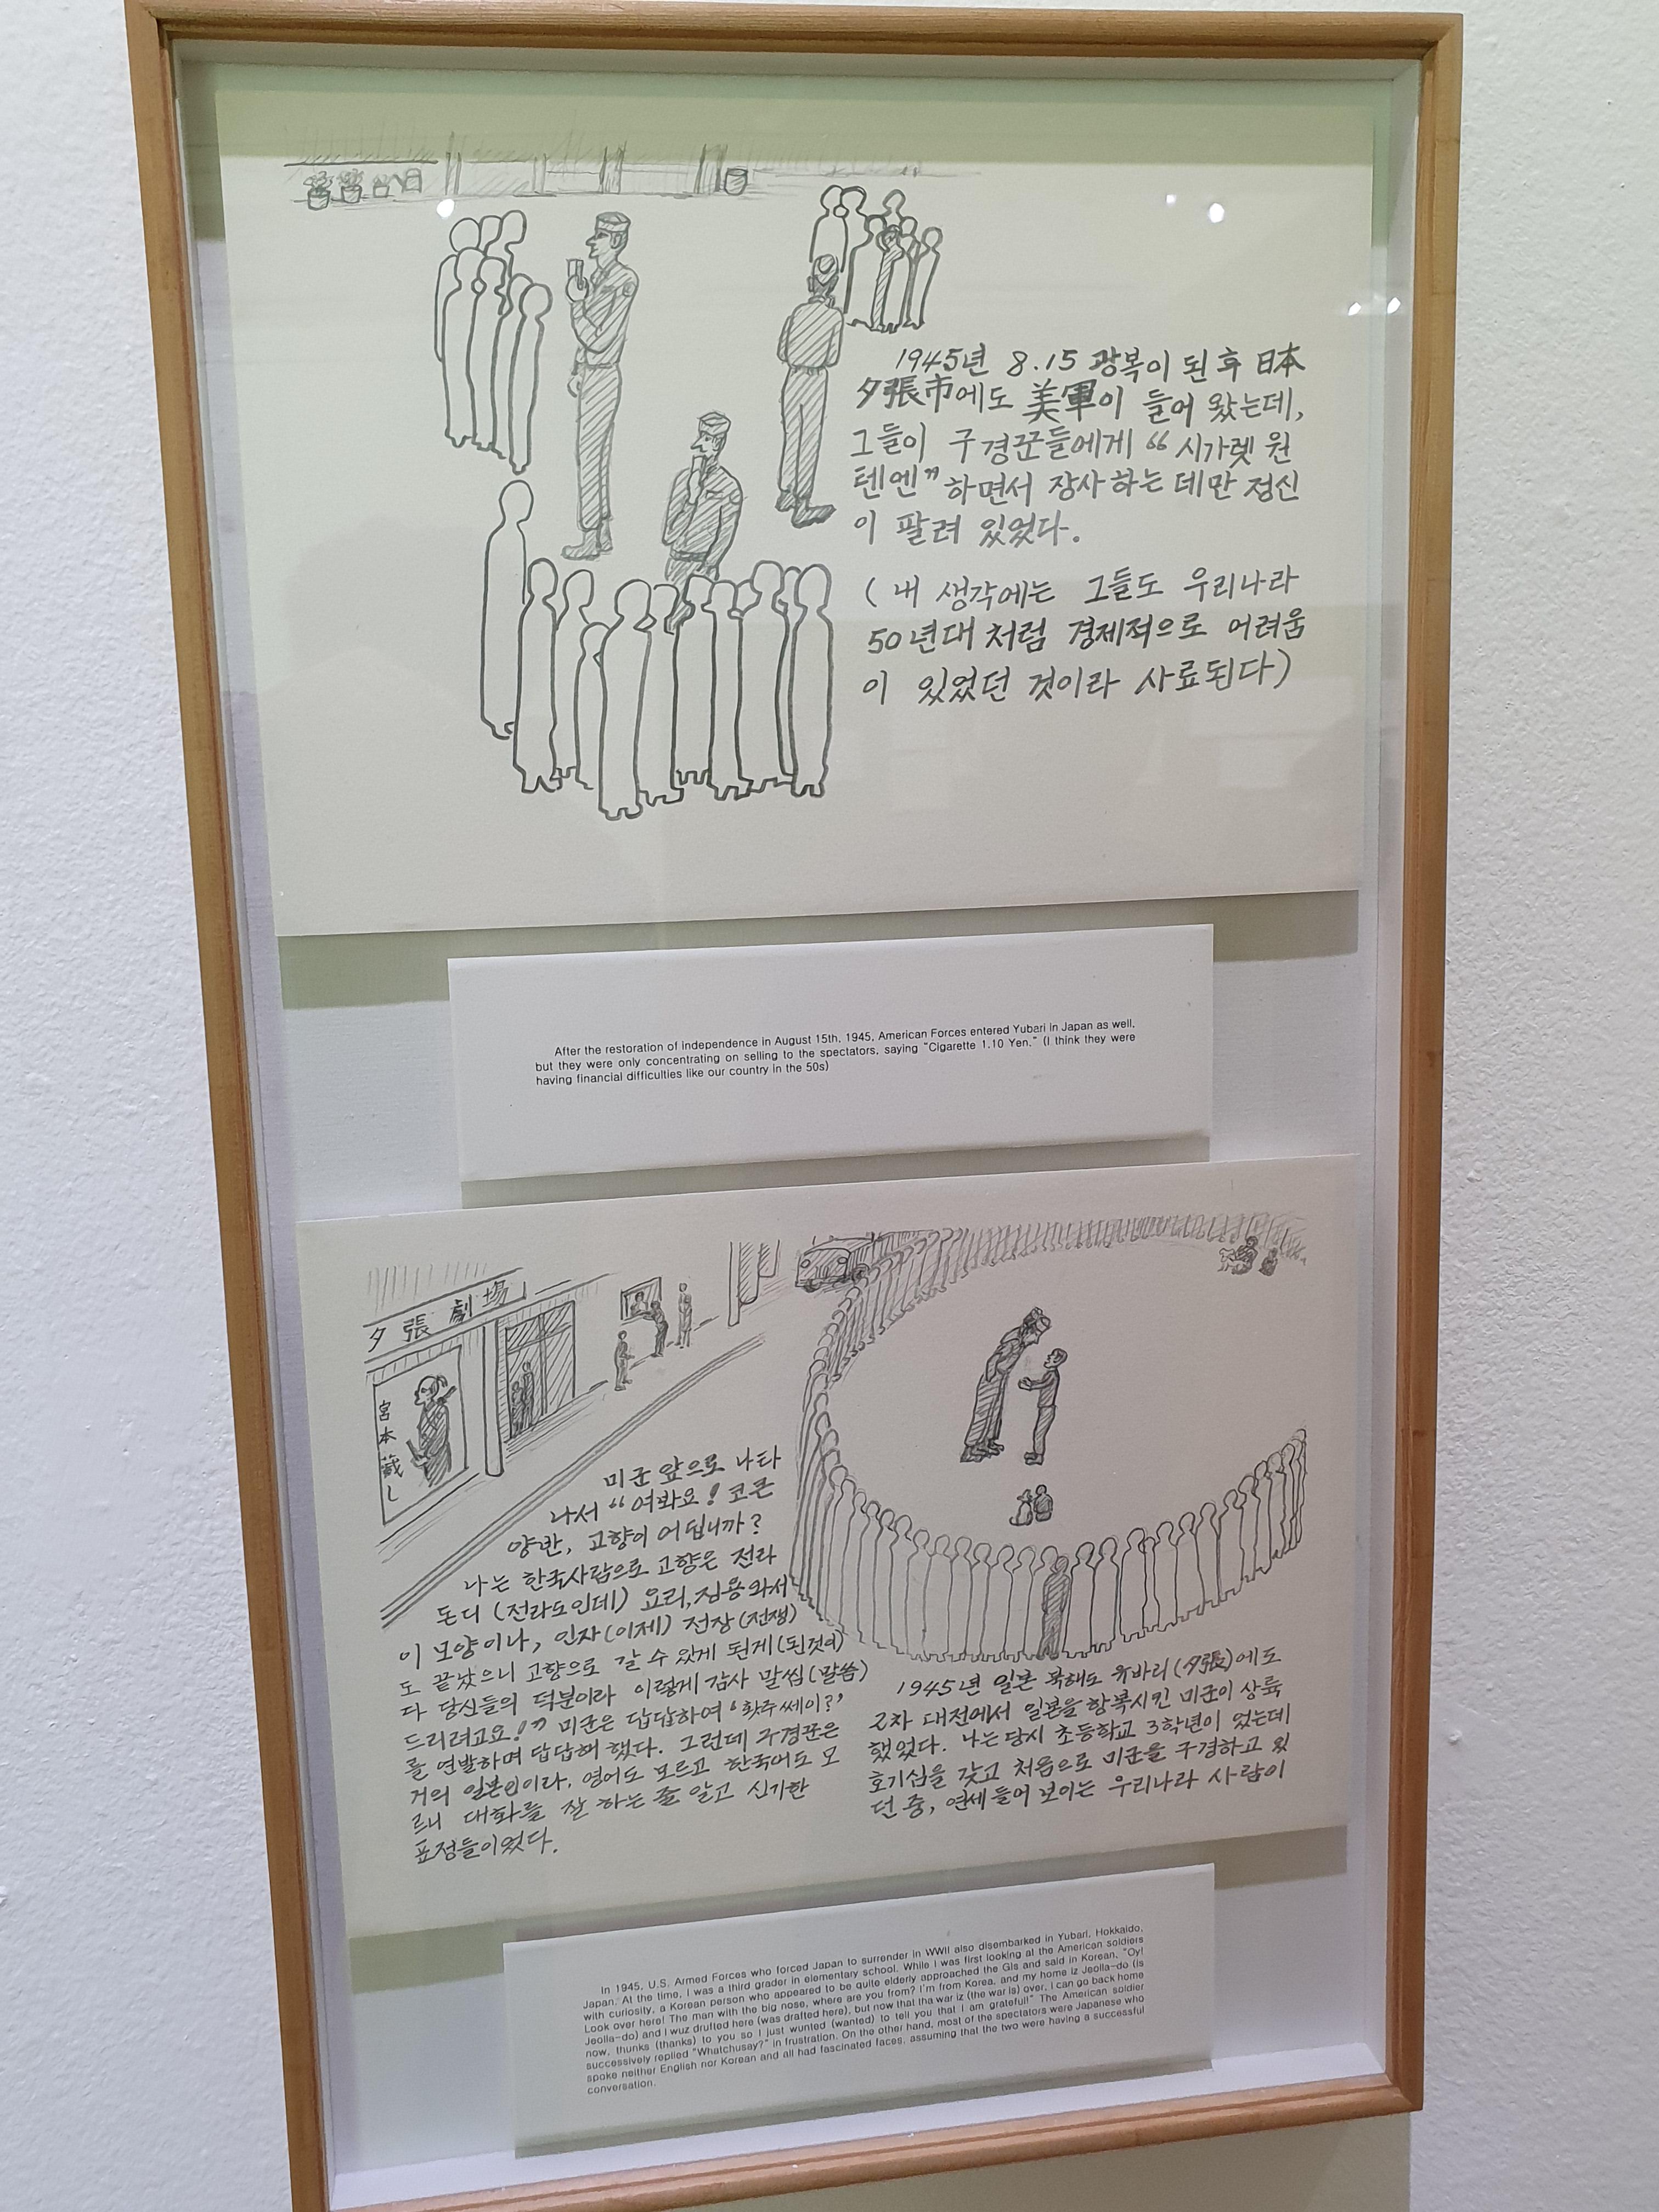 1945년 8.15 광복이 된 후 日本
夕張市에도 美軍이 들어 왔는데,
그들이 구경꾼들에게 “시가렛 원
텐엔”하면서 장사하는 데만 정신
이 팔려 있었다.
(내 생각에는 그들도 우리나라
50년대처럼 경제적으로 어려움
이 있었던 것이라 사료된다)
After the restoration of independence in August 15th, 1945, American Forces entered Yubari in Japan as well,
but they were only concentrating on selling to the spectators, saying "Cigarette 1.10 Yen." (I think they were
having financial difficulties like our country in the 50s)
夕張劇場
宮本蔵し
1945년 일본 북해도 유바리(夕張)에도
2차 대전에서 일본을 항복시킨 미군이 상륙
했었다. 나는 당시 초등학교 3학년이 었는데
호기심을 갖고 처음으로 미군을 구경하고 있
던 중, 연세들어 보이는 우리나라 사람이
미군 앞으로 나타
나서 “여봐요! 코큰
양반, 고향이 어딥니까?
나는 한국사람으로 고향은 전라
돈디 (전라도인데) 요리, 징용와서
이 모양이나, 인자(이제) 전장(전쟁)
도 끝났으니 고향으로 갈 수 있게 된게(된것이)
다 당신들의 덕분이라 이렇게 감사 말씸(말씀)
드리려고요!” 미군은 답답하여 ‘홧추쎄이?’
를 연발하며 답답해 했다. 그런데 구경꾼은
거의 일본인이라, 영어도 모르고 한국어도 모
르니 대화를 잘 하는 줄 알고 신기한
표정들이었다.
In 1945, U.S. Armed Forces who forced Japan to surrender in WWII also disembarked in Yubari, Hokkaido,
Japan. At the time, I was a third grader in elementary school. While I was first looking at the American soldiers
with curiosity, a Korean person who appeared to be quite elderly approached the GIs and said in Korean, "Oy!
Look over here! The man with the big nose, where are you from? I'm from Korea, and my home iz Jeolla-do (is
Jeolla-do) and I wuz drufted here (was drafted here), but now that tha war iz (the war is) over, I can go back home
now, thunks (thanks) to you so I just wunted (wanted) to tell you that I am grateful!" The American soldier
successively replied "Whatchusay?" in frustration. On the other hand, most of the spectators were Japanese who
spoke neither English nor Korean and all had fascinated faces, assuming that the two were having a successful
conversation.